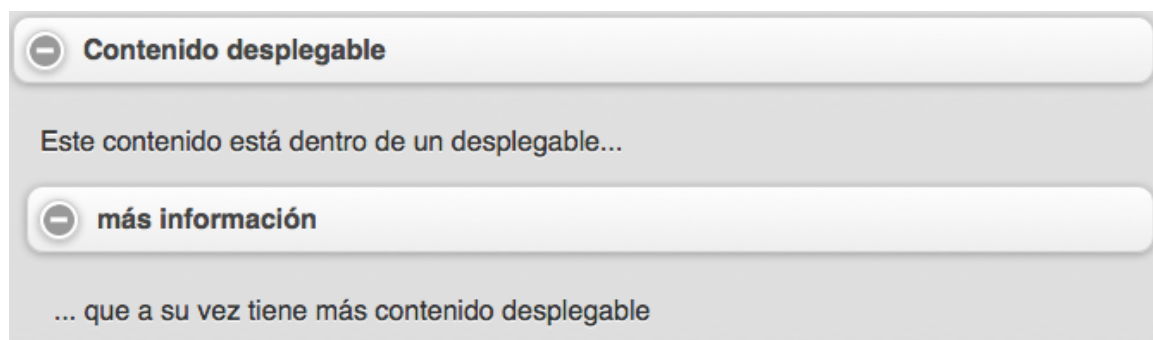 Contenido desplegable
Este contenido está dentro de un desplegable...
más información
... que a su vez tiene más contenido desplegable